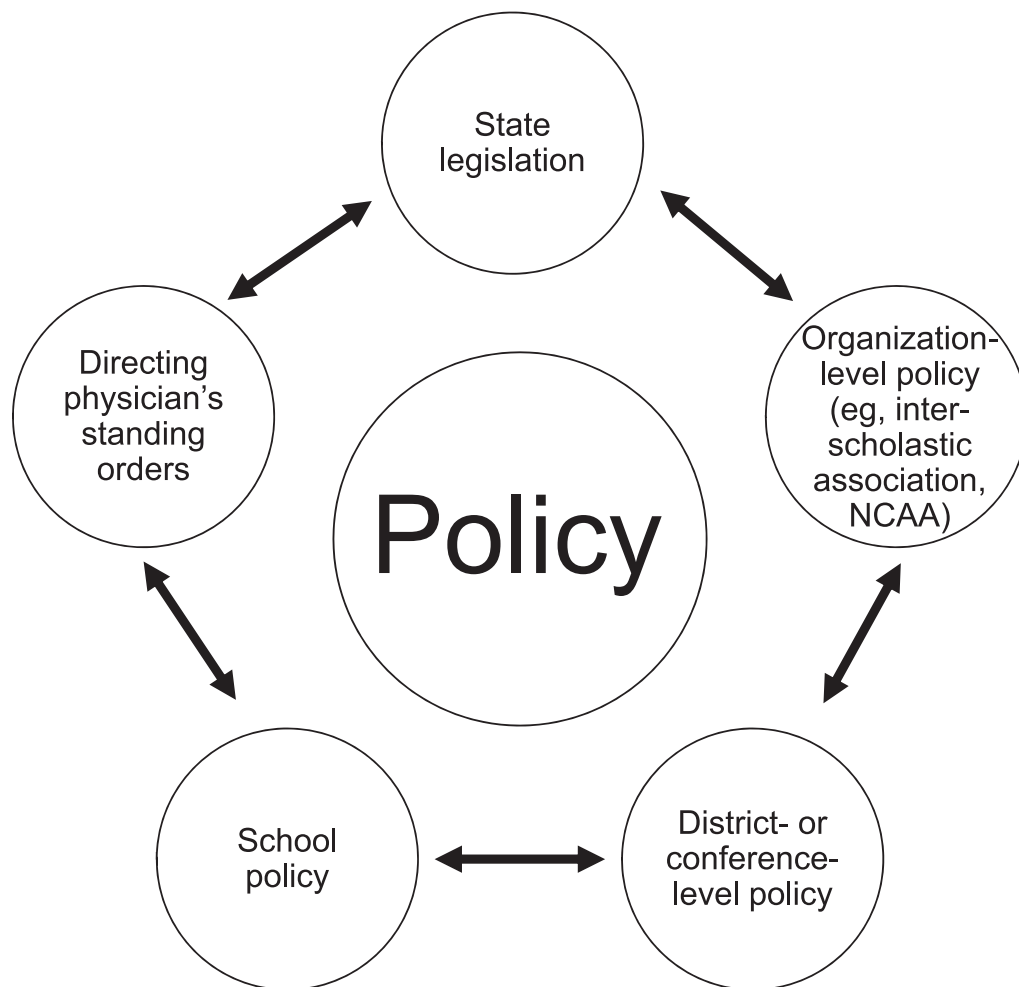 State
legislation
Organization-
level policy
(eg, inter-
scholastic
association,
NCAA)
Directing
physician’s
standing
orders
Policy
School
policy
District- or
conference-
level policy